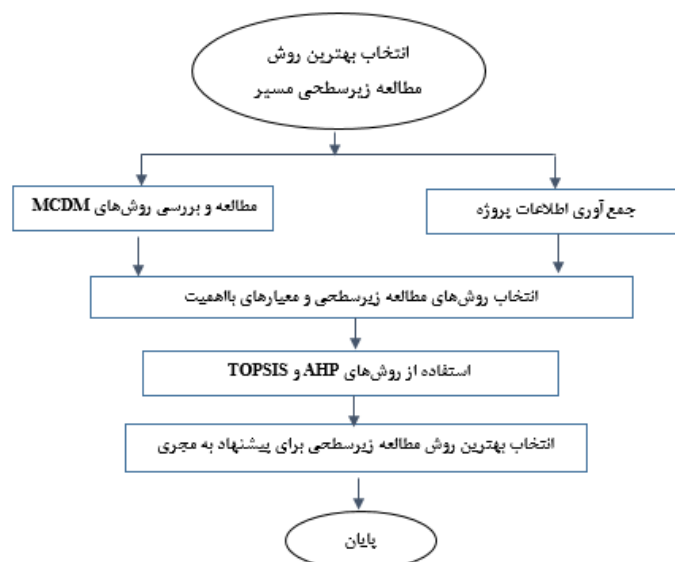 انتخاب بهترین روش
مطالعه زیرسطحی مسیر
جمع آوری اطلاعات پروژه
مطالعه و بررسی روش‌های MCDM
انتخاب روش‌های مطالعه زیرسطحی و معیارهای بااهمیت
استفاده از روش‌های AHP و TOPSIS
انتخاب بهترین روش مطالعه زیرسطحی برای پیشنهاد به مجری
پایان